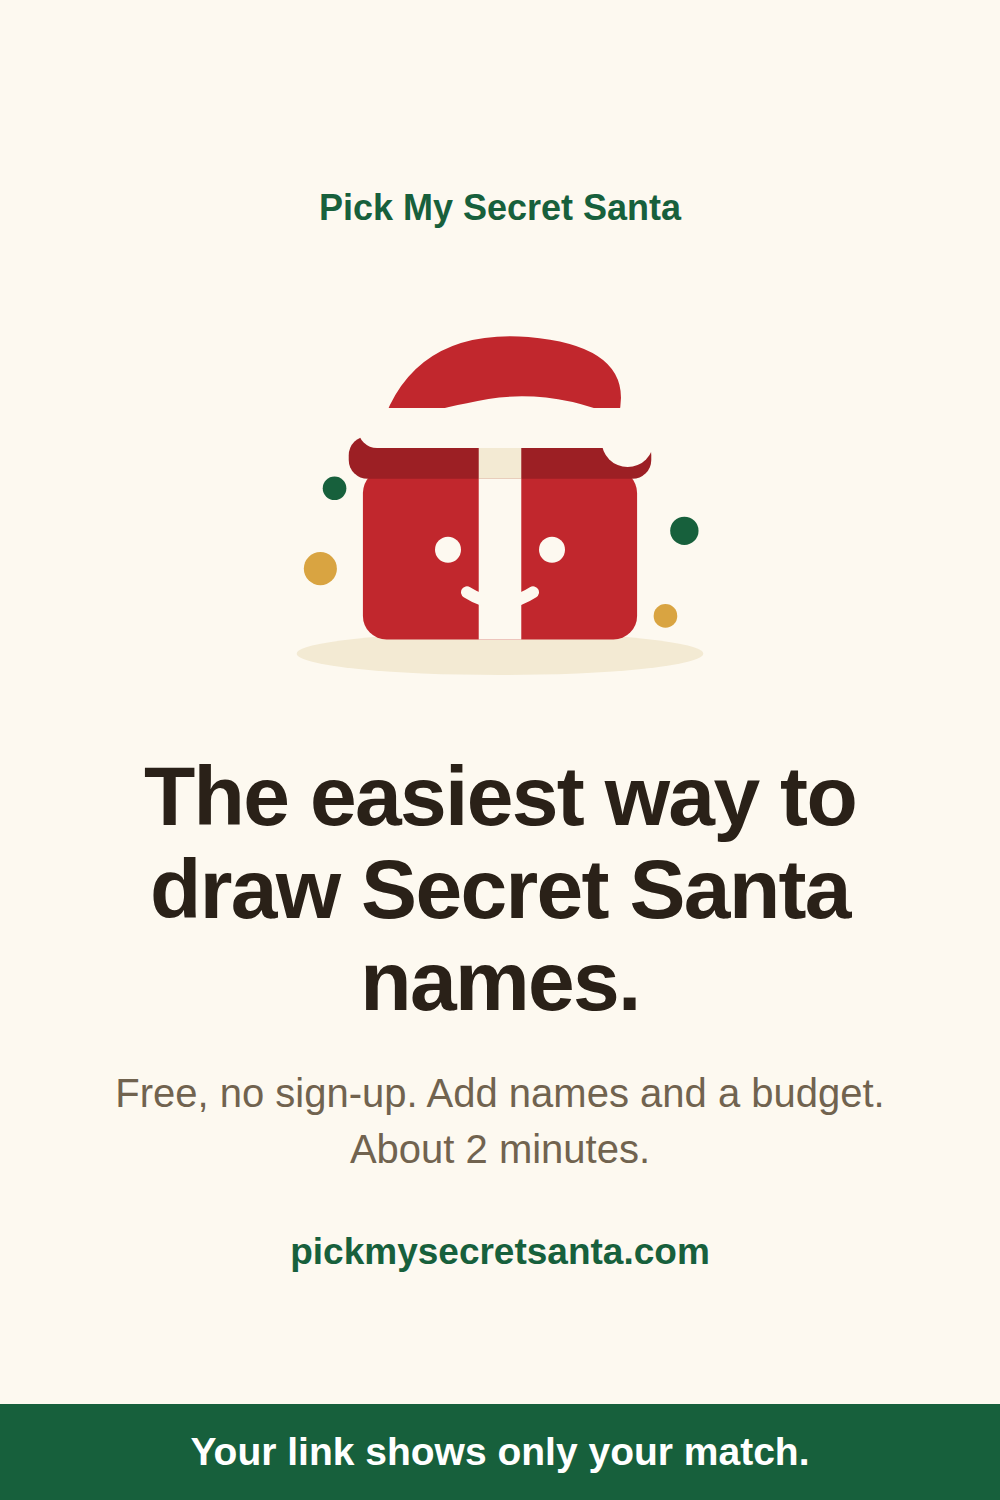 Pick My Secret Santa
The easiest way to
draw Secret Santa
names.
Free, no sign-up. Add names and a budget.
About 2 minutes.
pickmysecretsanta.com
Your link shows only your match.